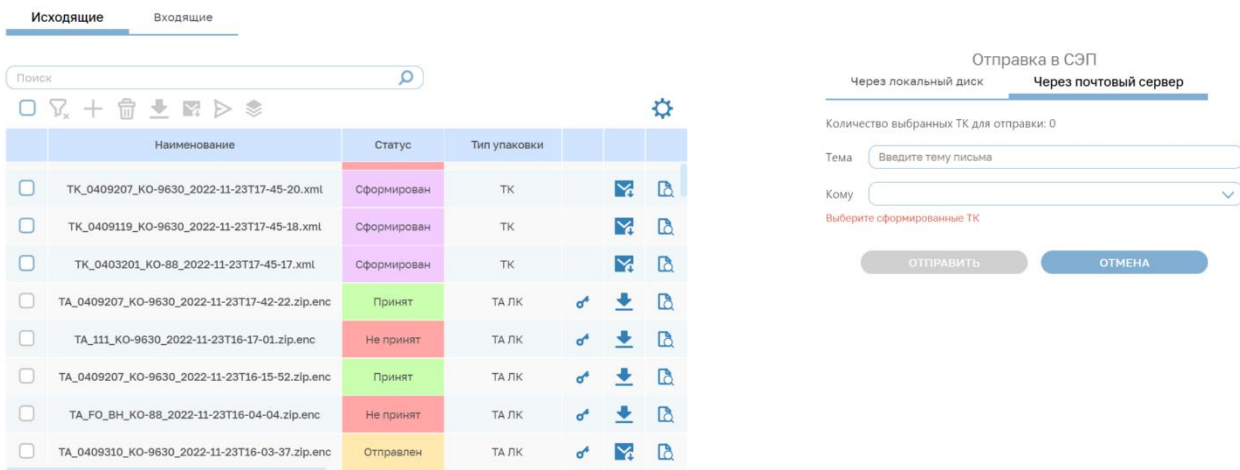 Исходящие Входящие
Поиск
Наименование Статус Тип упаковки
TK_0409207_KO-9630_2022-11-23T17-45-20.xml Сформирован ТК
TK_0409119_KO-9630_2022-11-23T17-45-18.xml Сформирован ТК
TK_0403201_KO-88_2022-11-23T17-45-17.xml Сформирован ТК
TA_0409207_KO-9630_2022-11-23T17-42-22.zip.enc Принят ТА ЛК
TA_111_KO-9630_2022-11-23T16-17-01.zip.enc Не принят ТА ЛК
TA_0409207_KO-9630_2022-11-23T16-15-52.zip.enc Принят ТА ЛК
TA_FO_BH_KO-88_2022-11-23T16-04-04.zip.enc Не принят ТА ЛК
TA_0409310_KO-9630_2022-11-23T16-03-37.zip.enc Отправлен ТА ЛК
Отправка в СЭП
Через локальный диск Через почтовый сервер
Количество выбранных ТК для отправки: 0
Тема Введите тему письма
Кому
Выберите сформированные ТК
ОТПРАВИТЬ ОТМЕНА